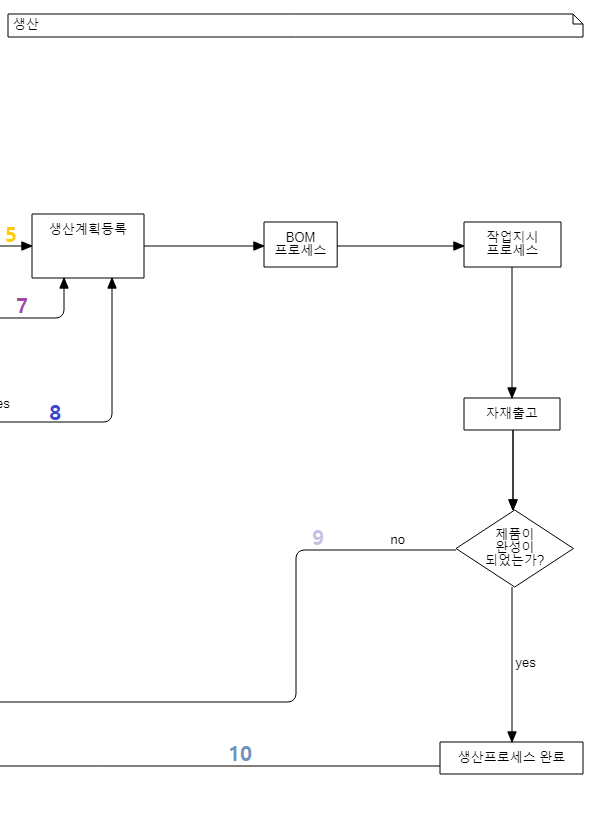 생산
5
생산계획등록
BOM
프로세스
작업지시
프로세스
7
es
8
자재출고
제품이
완성이
되었는가?
9
no
yes
10
생산프로세스 완료